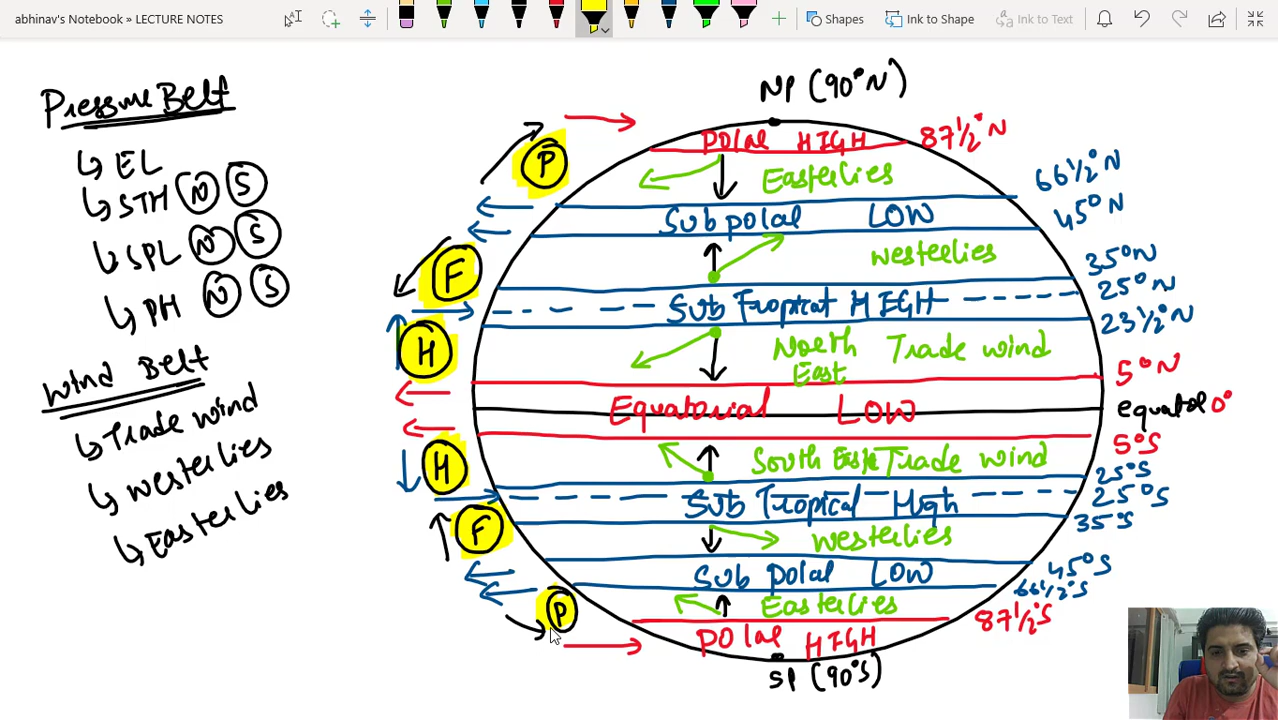 abhinav's Notebook » LECTURE NOTES
Shapes
Ink to Shape
Ink to Text
Pressure Belt
↳ EL
↳ STH N S
↳ SPL N S
↳ PH N S
Wind Belt
↳ Trade wind
↳ westerlies
↳ Easterlies
NP (90°N)
P
Polar HIGH
87½°N
Easterlies
66½°N
Sub polar LOW
45°N
F
westerlies
35°N
25°N
Sub Tropical HIGH
23½°N
H
North Trade wind
East
5°N
Equatorial LOW
equator 0°
5°S
H
South East Trade wind
25°S
Sub Tropical High
25°S
F
35°S
westerlies
45°S
Sub polar LOW
66½°S
P
Easterlies
87½°S
Polar HIGH
SP (90°S)